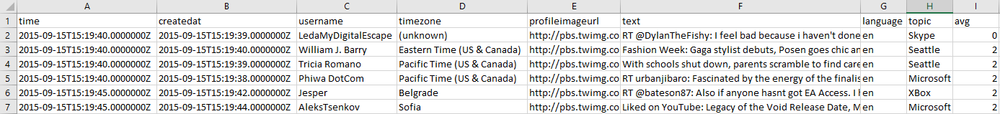 A B C D E F G H I
1 time createdat username timezone profileimageurl text language topic avg
2 2015-09-15T15:19:40.0000000Z 2015-09-15T15:19:39.0000000Z LedaMyDigitalEscape (unknown) http://pbs.twimg.co RT @DylanTheFishy: I feel bad because i haven't done en Skype 0
3 2015-09-15T15:19:40.0000000Z 2015-09-15T15:19:40.0000000Z William J. Barry Eastern Time (US & Canada) http://pbs.twimg.co Fashion Week: Gaga stylist debuts, Posen goes chic an en Seattle 2
4 2015-09-15T15:19:40.0000000Z 2015-09-15T15:19:39.0000000Z Tricia Romano Pacific Time (US & Canada) http://pbs.twimg.co With schools shut down, parents scramble to find care en Seattle 2
5 2015-09-15T15:19:40.0000000Z 2015-09-15T15:19:38.0000000Z Phiwa DotCom Pacific Time (US & Canada) http://pbs.twimg.co RT urbanjibaro: Fascinated by the energy of the finalis en Microsoft 2
6 2015-09-15T15:19:45.0000000Z 2015-09-15T15:19:42.0000000Z Jesper Belgrade http://pbs.twimg.co RT @bateson87: Also if anyone hasnt got EA Access. I en XBox 2
7 2015-09-15T15:19:45.0000000Z 2015-09-15T15:19:44.0000000Z AleksTsenkov Sofia http://pbs.twimg.co Liked on YouTube: Legacy of the Void Release Date, M en Microsoft 2